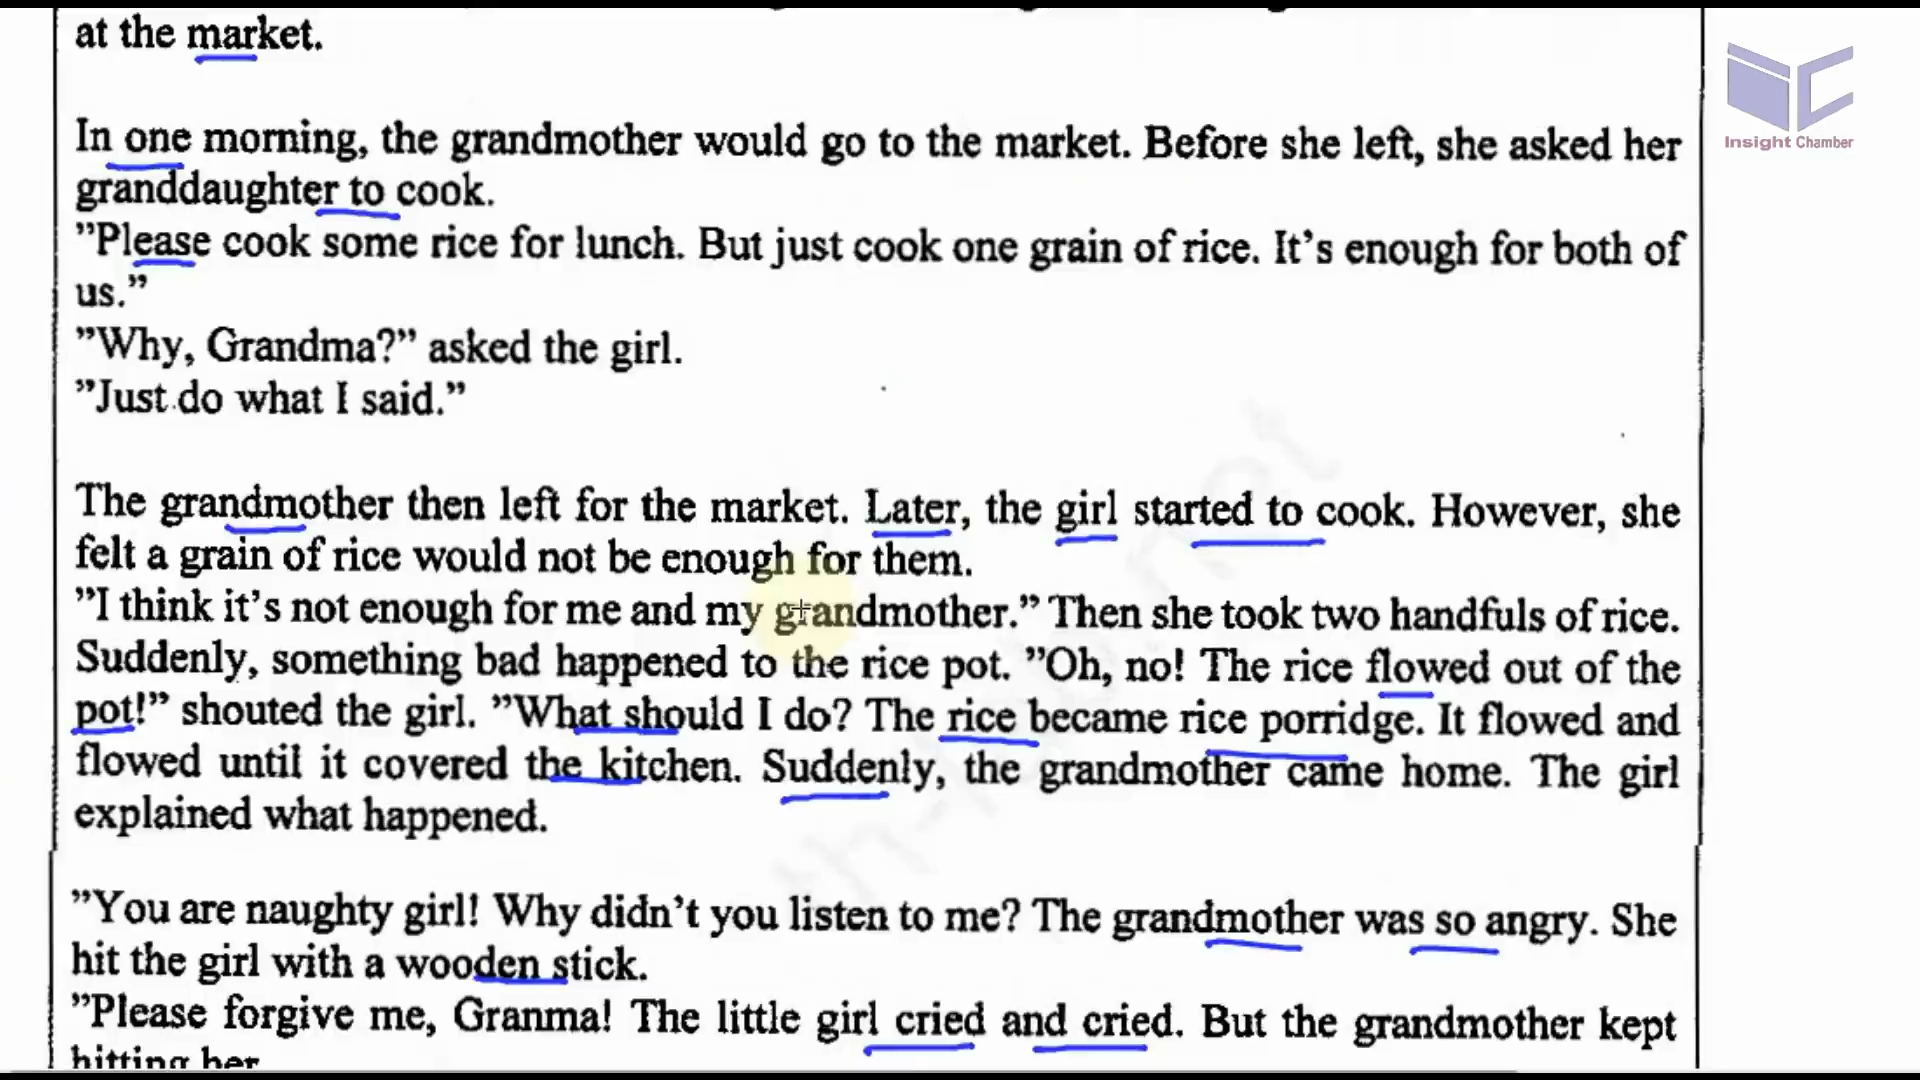 at the market.
In one morning, the grandmother would go to the market. Before she left, she asked her
granddaughter to cook.
”Please cook some rice for lunch. But just cook one grain of rice. It’s enough for both of
us.”
”Why, Grandma?” asked the girl.
”Just do what I said.”
The grandmother then left for the market. Later, the girl started to cook. However, she
felt a grain of rice would not be enough for them.
”I think it’s not enough for me and my grandmother.” Then she took two handfuls of rice.
Suddenly, something bad happened to the rice pot. ”Oh, no! The rice flowed out of the
pot!” shouted the girl. ”What should I do? The rice became rice porridge. It flowed and
flowed until it covered the kitchen. Suddenly, the grandmother came home. The girl
explained what happened.
”You are naughty girl! Why didn’t you listen to me? The grandmother was so angry. She
hit the girl with a wooden stick.
”Please forgive me, Granma! The little girl cried and cried. But the grandmother kept
hitting her
Insight Chamber